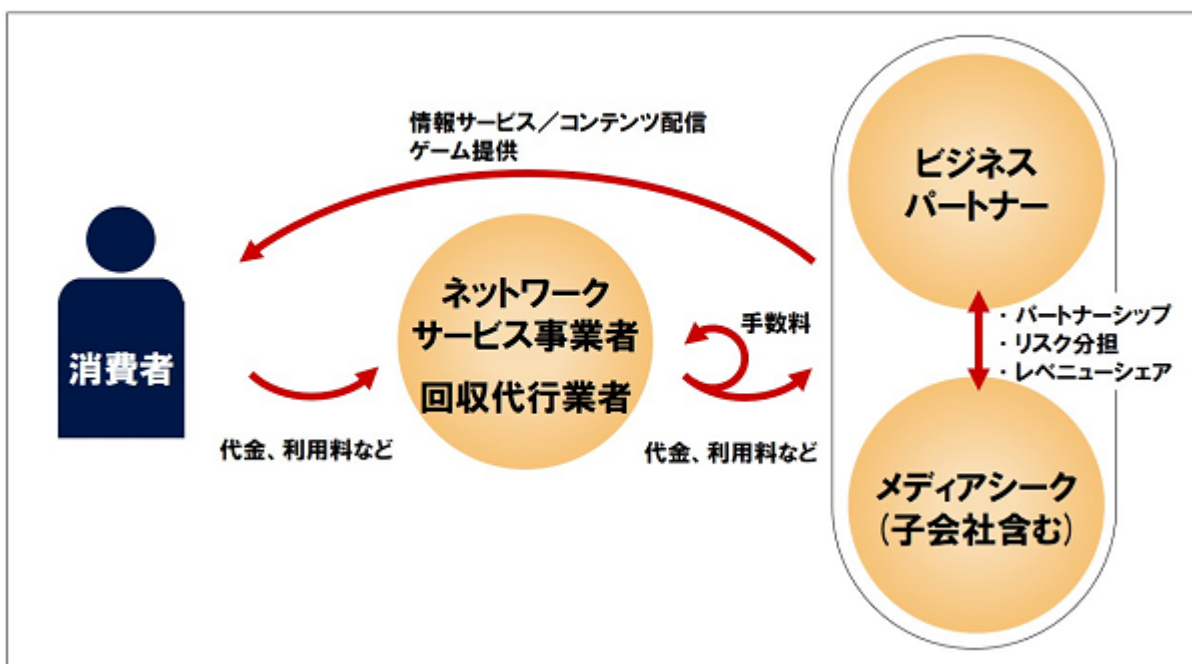 情報サービス／コンテンツ配信
ゲーム提供
ビジネス
パートナー
消費者
ネットワーク
サービス事業者
回収代行業者
手数料
・パートナーシップ
・リスク分担
・レベニューシェア
代金、利用料など
代金、利用料など
メディアシーク
(子会社含む)